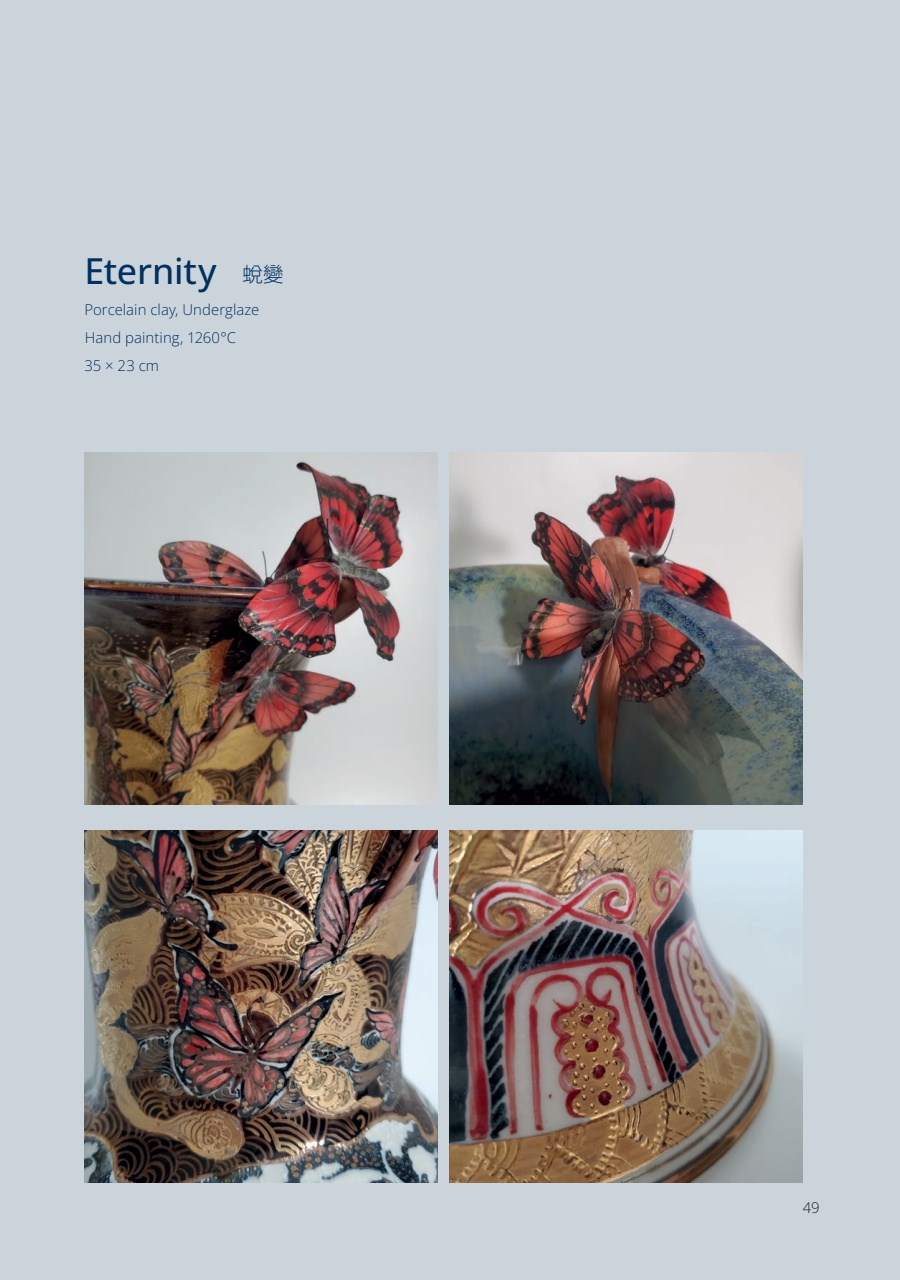 Eternity 蛻變
Porcelain clay, Underglaze
Hand painting, 1260°C
35 × 23 cm
49